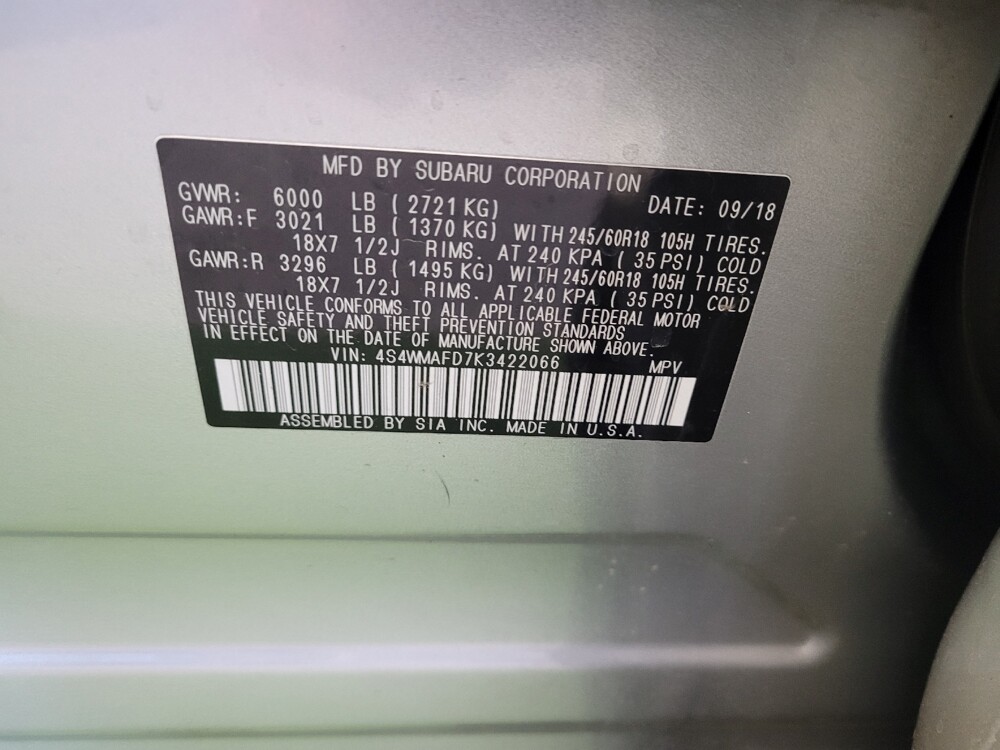 MFD BY SUBARU CORPORATION
GVWR: 6000 LB ( 2721 KG) DATE: 09/18
GAWR:F 3021 LB ( 1370 KG) WITH 245/60R18 105H TIRES.
18X7 1/2J RIMS. AT 240 KPA ( 35 PSI) COLD
GAWR:R 3296 LB ( 1495 KG) WITH 245/60R18 105H TIRES.
18X7 1/2J RIMS. AT 240 KPA ( 35 PSI) COLD
THIS VEHICLE CONFORMS TO ALL APPLICABLE FEDERAL MOTOR
VEHICLE SAFETY AND THEFT PREVENTION STANDARDS
IN EFFECT ON THE DATE OF MANUFACTURE SHOWN ABOVE.
VIN: 4S4WMAFD7K3422066 MPV
ASSEMBLED BY SIA INC. MADE IN U.S.A.